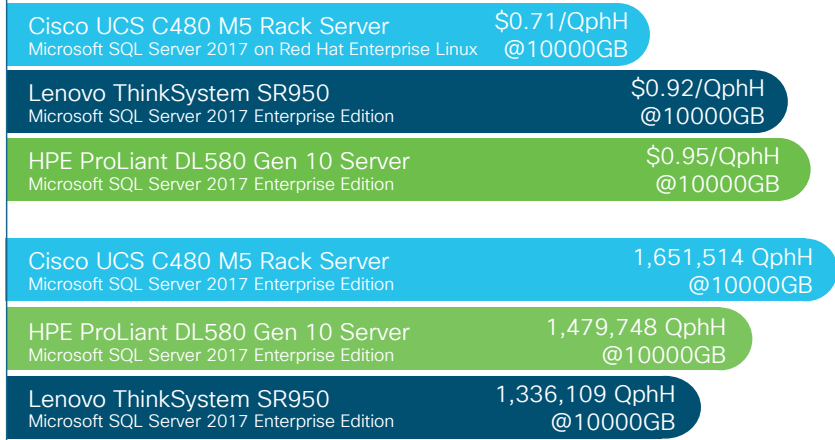 Cisco UCS C480 M5 Rack Server $0.71/QphH
Microsoft SQL Server 2017 on Red Hat Enterprise Linux @10000GB
Lenovo ThinkSystem SR950 $0.92/QphH
Microsoft SQL Server 2017 Enterprise Edition @10000GB
HPE ProLiant DL580 Gen 10 Server $0.95/QphH
Microsoft SQL Server 2017 Enterprise Edition @10000GB
Cisco UCS C480 M5 Rack Server 1,651,514 QphH
Microsoft SQL Server 2017 Enterprise Edition @10000GB
HPE ProLiant DL580 Gen 10 Server 1,479,748 QphH
Microsoft SQL Server 2017 Enterprise Edition @10000GB
Lenovo ThinkSystem SR950 1,336,109 QphH
Microsoft SQL Server 2017 Enterprise Edition @10000GB